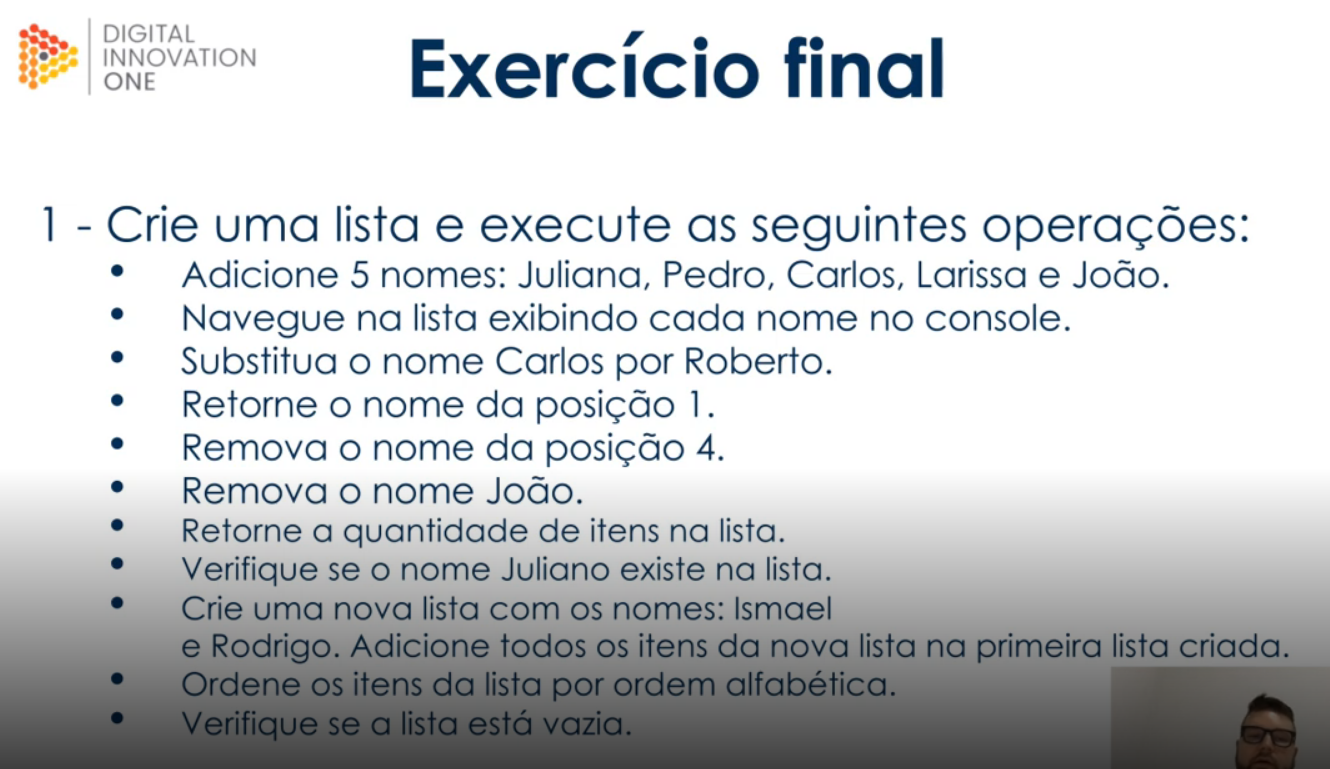 DIGITAL
INNOVATION
ONE
Exercício final
1 - Crie uma lista e execute as seguintes operações:
• Adicione 5 nomes: Juliana, Pedro, Carlos, Larissa e João.
• Navegue na lista exibindo cada nome no console.
• Substitua o nome Carlos por Roberto.
• Retorne o nome da posição 1.
• Remova o nome da posição 4.
• Remova o nome João.
• Retorne a quantidade de itens na lista.
• Verifique se o nome Juliano existe na lista.
• Crie uma nova lista com os nomes: Ismael
e Rodrigo. Adicione todos os itens da nova lista na primeira lista criada.
• Ordene os itens da lista por ordem alfabética.
• Verifique se a lista está vazia.